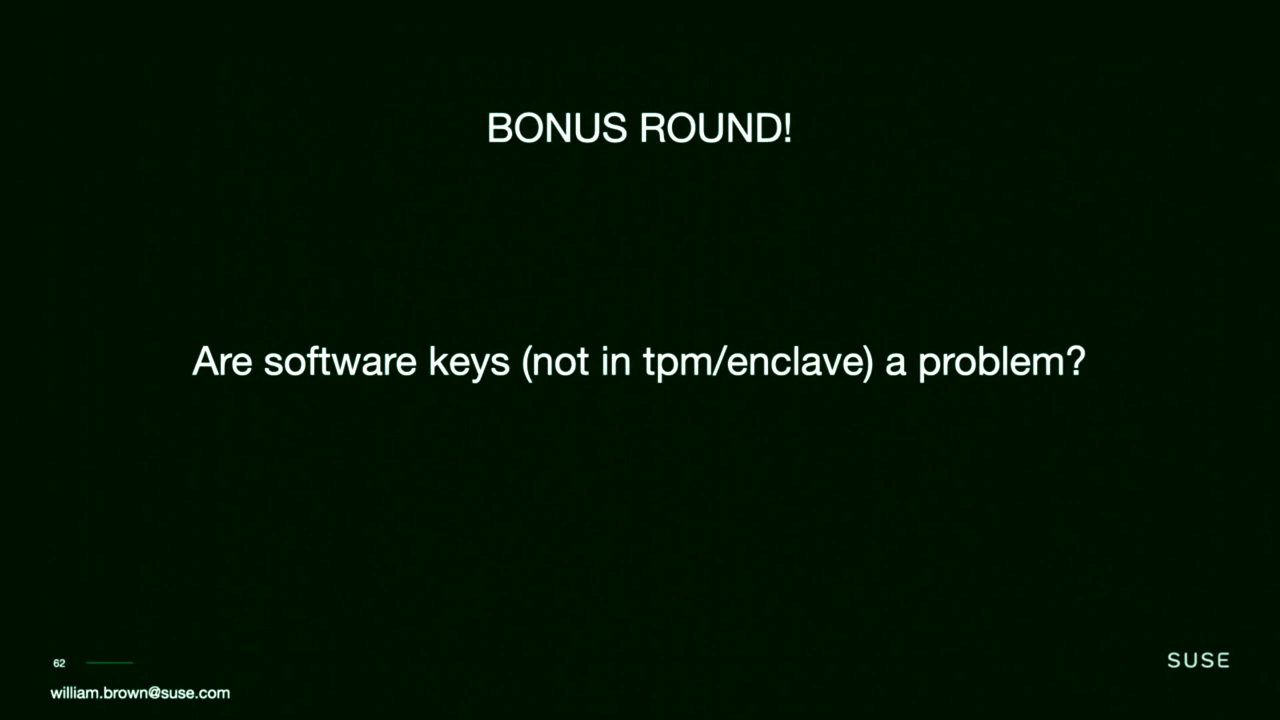 BONUS ROUND!
Are software keys (not in tpm/enclave) a problem?
62
SUSE
william.brown@suse.com